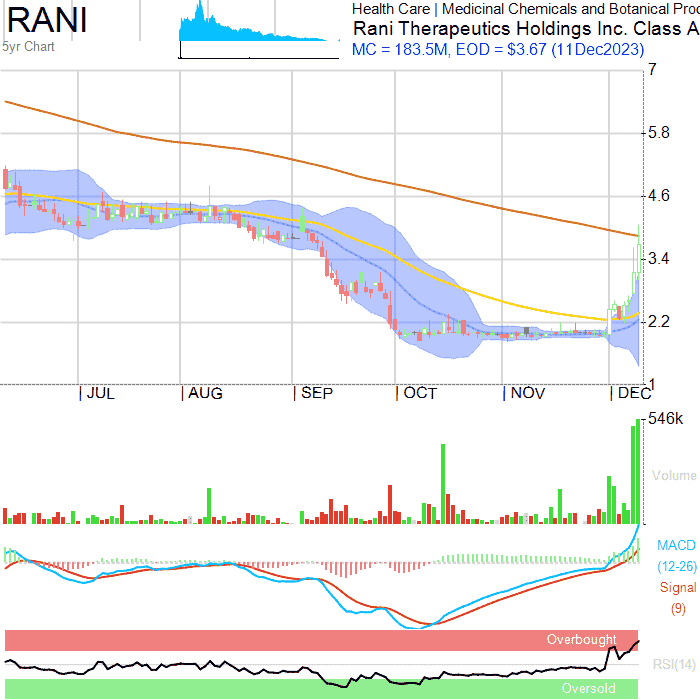 RANI
5yr Chart
Health Care | Medicinal Chemicals and Botanical Pro
Rani Therapeutics Holdings Inc. Class A
MC = 183.5M, EOD = $3.67 (11Dec2023)
7
5.8
4.6
3.4
2.2
1
| JUL | AUG | SEP | OCT | NOV | DEC
546k
Volume
MACD
(12-26)
Signal
(9)
Overbought
RSI(14)
Oversold